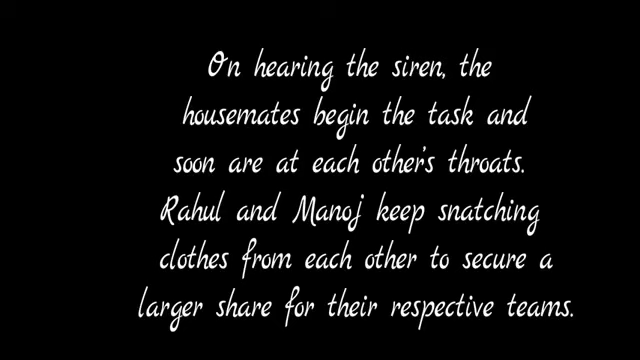 On hearing the siren, the
housemates begin the task and
soon are at each other's throats.
Rahul and Manoj keep snatching
clothes from each other to secure a
larger share for their respective teams.